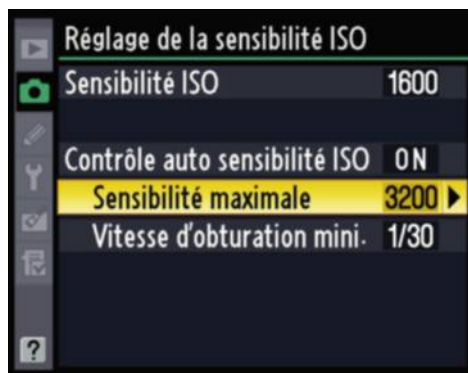 Réglage de la sensibilité ISO
Sensibilité ISO 1600
Contrôle auto sensibilité ISO ON
Sensibilité maximale 3200
Vitesse d'obturation mini. 1/30
?